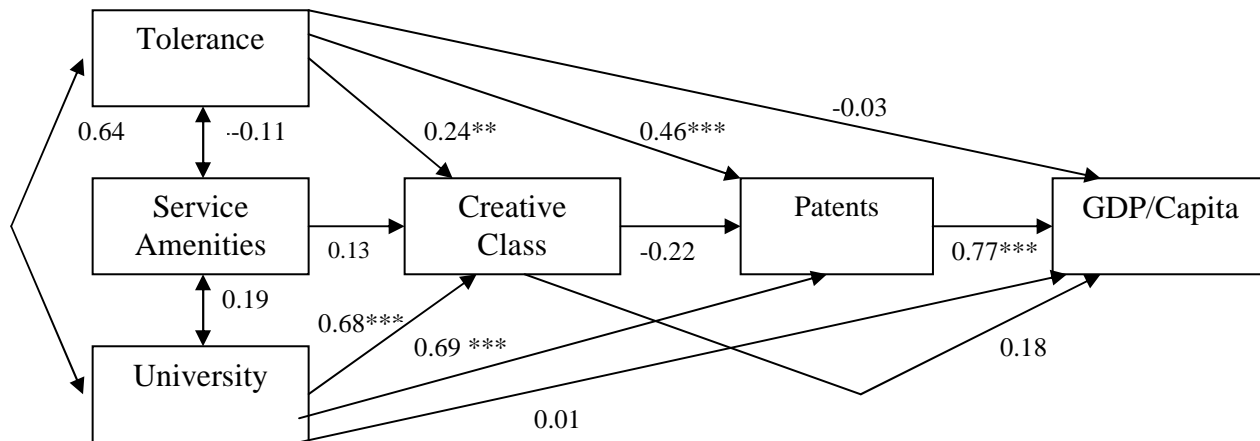 Tolerance
-0.03
0.64
--0.11
0.24**
0.46***
Service
Amenities
Creative
Class
Patents
GDP/Capita
0.13
-0.22
0.77***
0.19
0.68***
0.69 ***
0.18
University
0.01